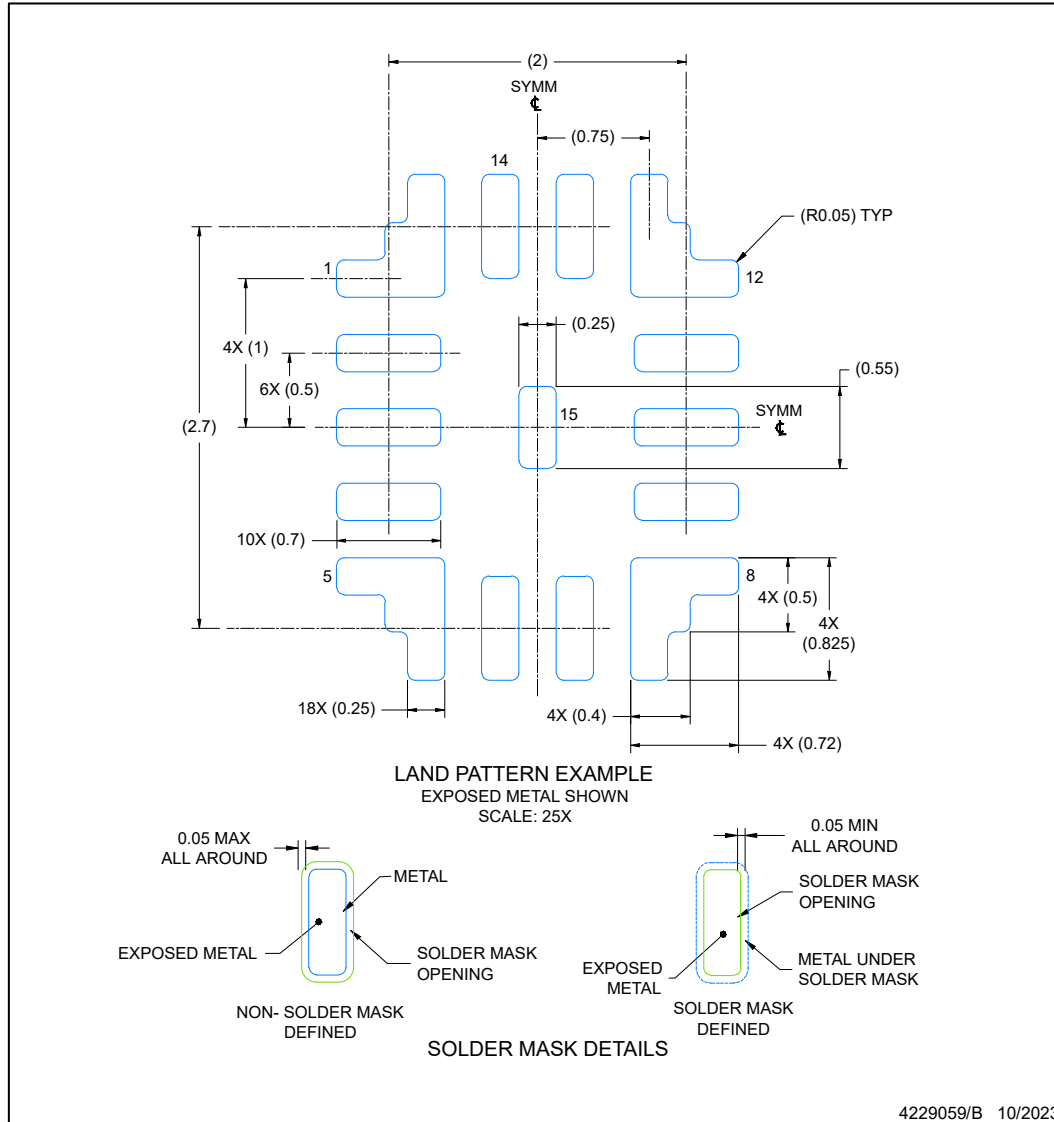 (2)
SYMM
℄
(0.75)
14
(R0.05) TYP
1
12
(0.25)
4X (1)
6X (0.5)
(0.55)
15
SYMM
℄
(2.7)
10X (0.7)
5
8
4X (0.5)
4X
(0.825)
18X (0.25)
4X (0.4)
4X (0.72)
LAND PATTERN EXAMPLE
EXPOSED METAL SHOWN
SCALE: 25X
0.05 MAX
ALL AROUND
METAL
EXPOSED METAL
SOLDER MASK
OPENING
NON- SOLDER MASK
DEFINED
0.05 MIN
ALL AROUND
SOLDER MASK
OPENING
EXPOSED
METAL
METAL UNDER
SOLDER MASK
SOLDER MASK
DEFINED
SOLDER MASK DETAILS
4229059/B 10/2023